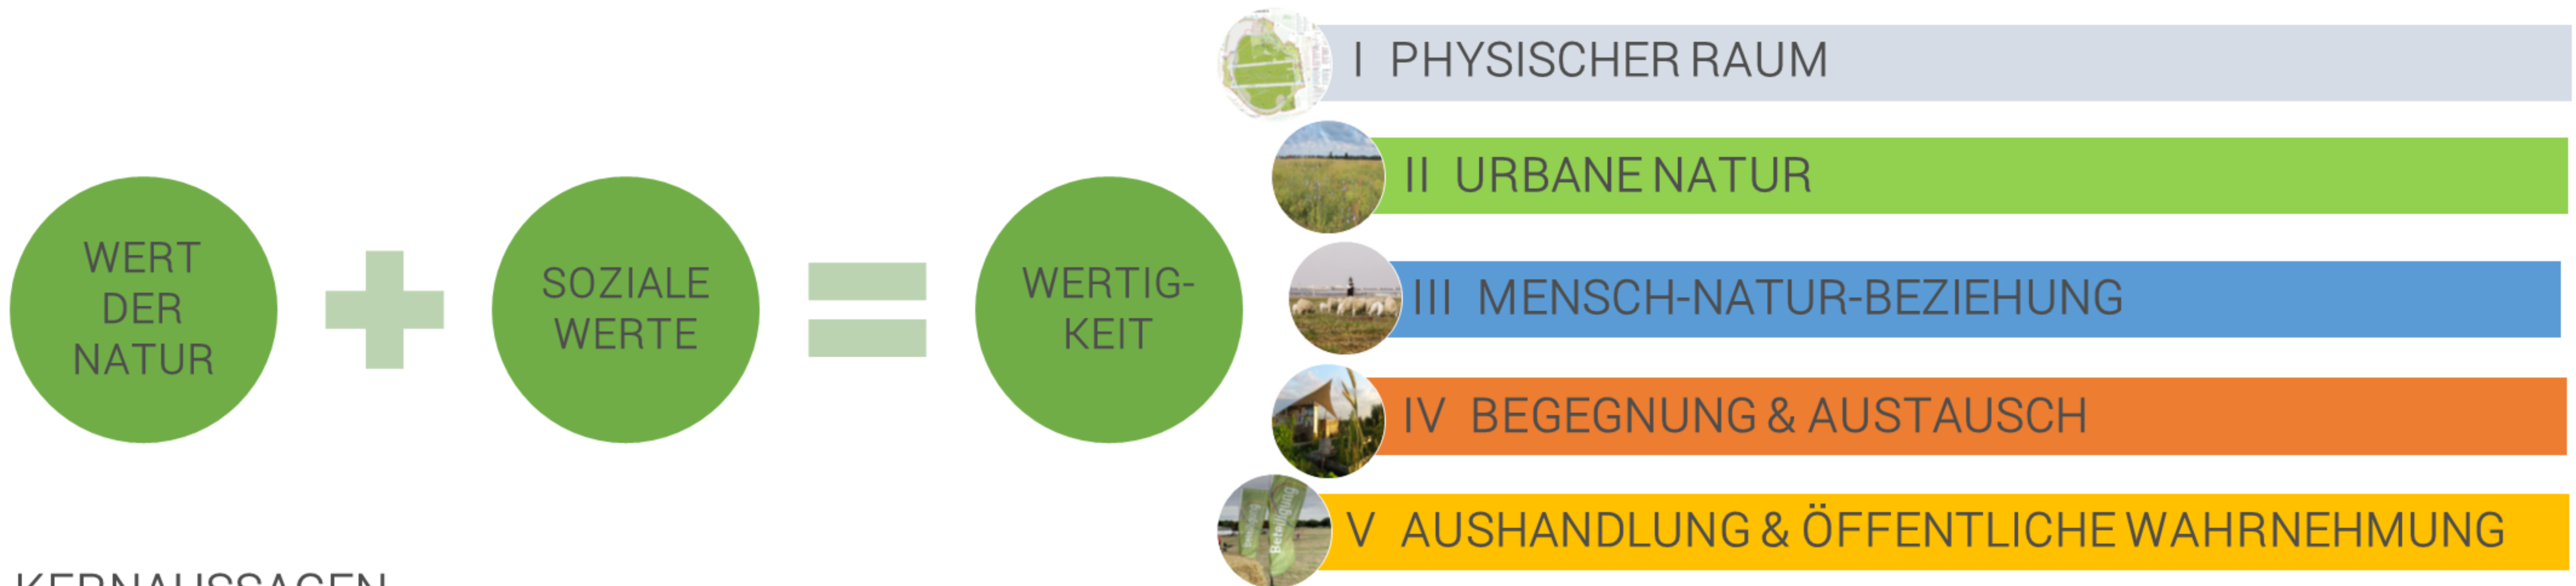 WERT
DER
NATUR
SOZIALE
WERTE
WERTIG-
KEIT
I PHYSISCHER RAUM
II URBANE NATUR
III MENSCH-NATUR-BEZIEHUNG
IV BEGEGNUNG & AUSTAUSCH
Beteiligung
V AUSHANDLUNG & ÖFFENTLICHE WAHRNEHMUNG
KERNAUSSAGEN